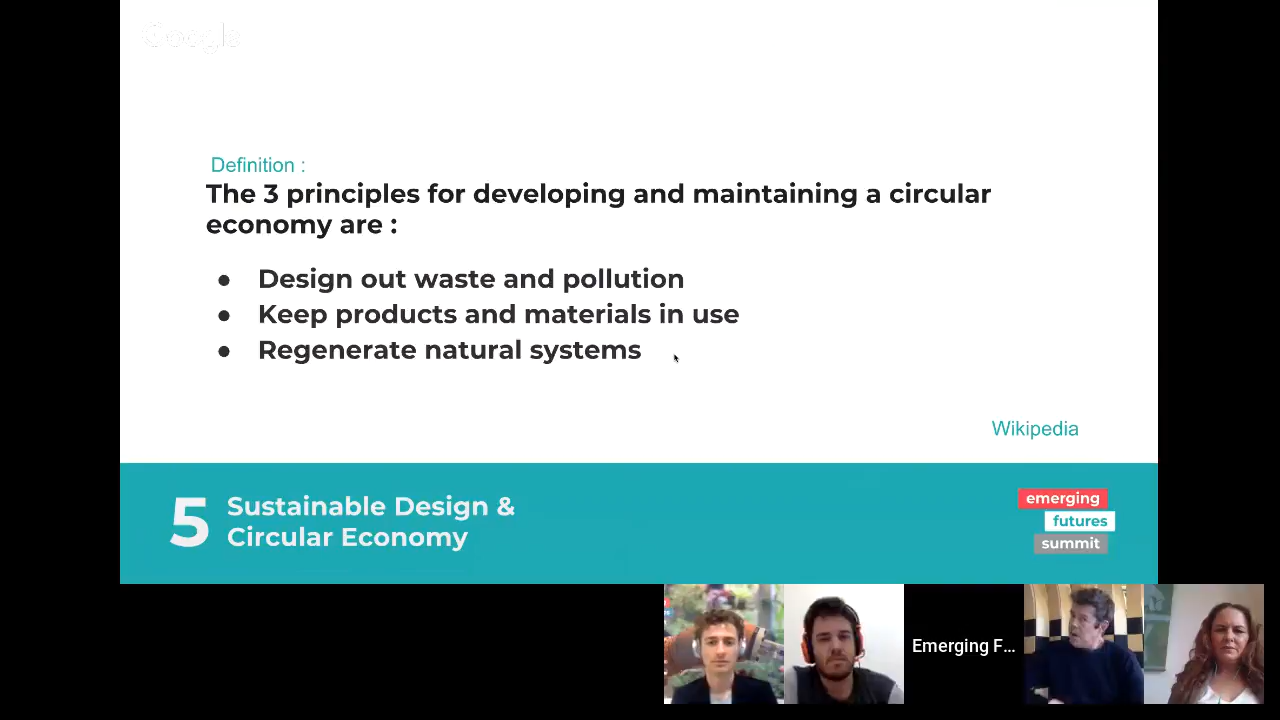 Google
Definition :
The 3 principles for developing and maintaining a circular
economy are :
● Design out waste and pollution
● Keep products and materials in use
● Regenerate natural systems
Wikipedia
5
Sustainable Design &
Circular Economy
emerging
futures
summit
Emerging F...